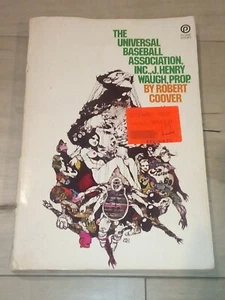 THE
UNIVERSAL
BASEBALL
ASSOCIATION,
INC., J. HENRY
WAUGH, PROP.
BY ROBERT
COOVER